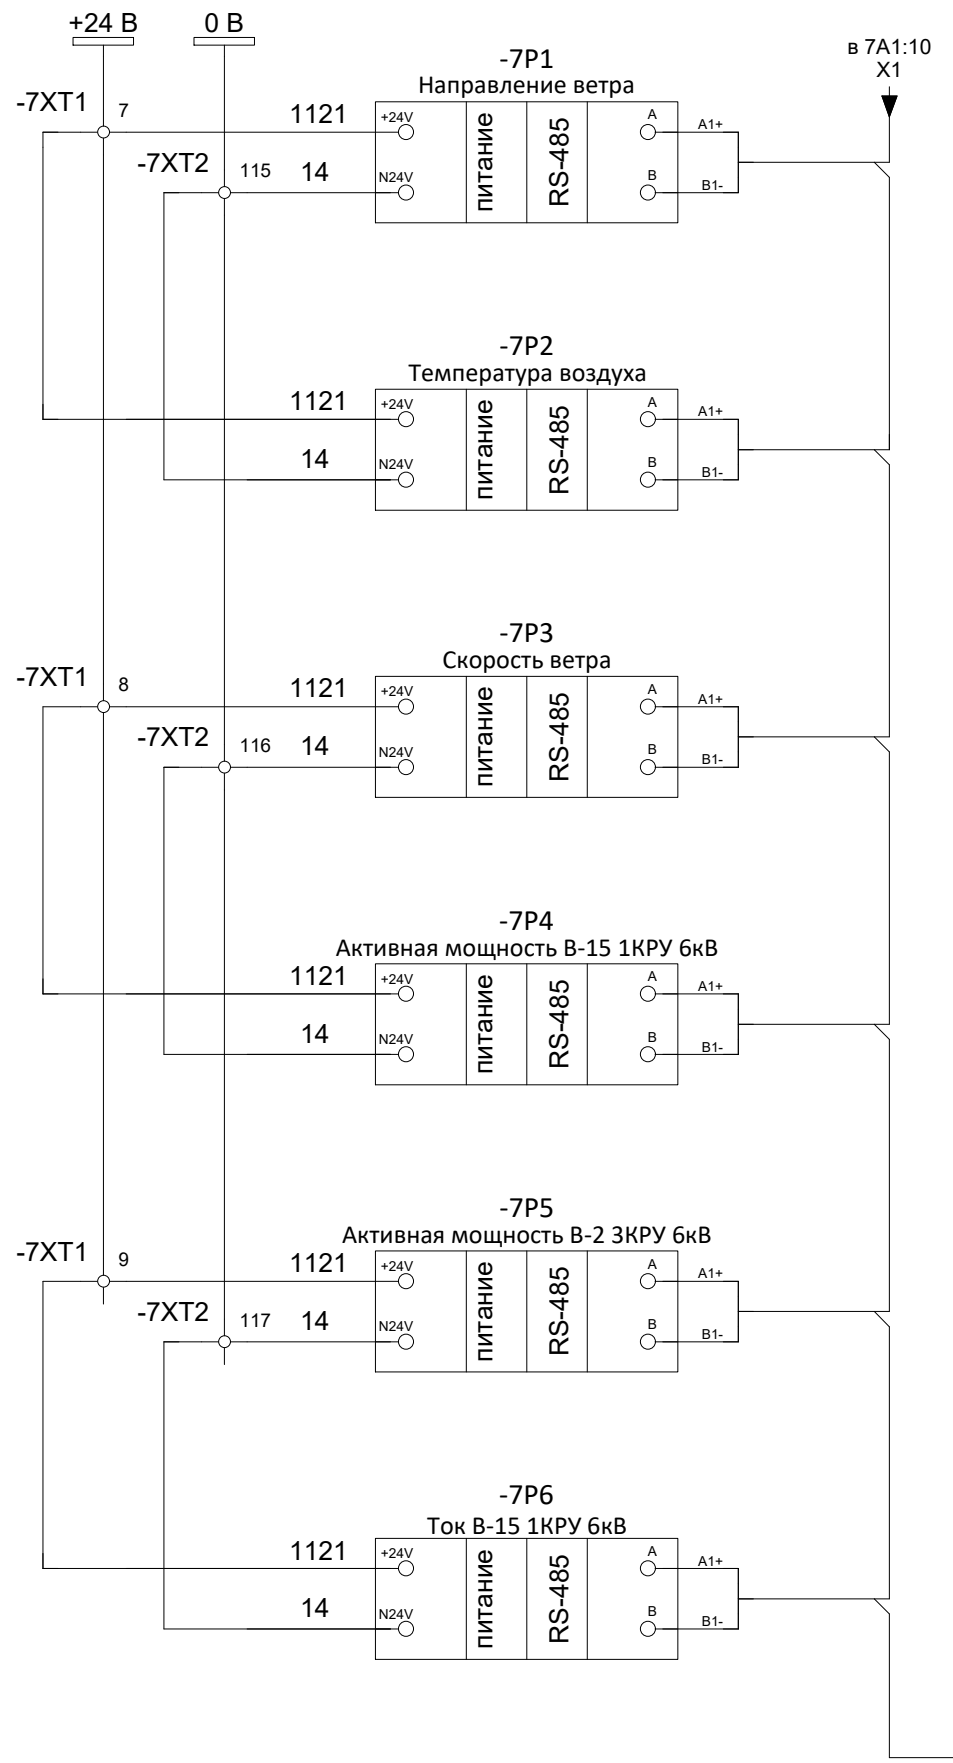 +24 В 0 В
в 7А1:10
X1
-7P1
Направление ветра
-7XT1 7 1121 +24V питание RS-485 A A1+
-7XT2 115 14 N24V B B1-
-7P2
Температура воздуха
1121 +24V питание RS-485 A A1+
14 N24V B B1-
-7P3
Скорость ветра
-7XT1 8 1121 +24V питание RS-485 A A1+
-7XT2 116 14 N24V B B1-
-7P4
Активная мощность В-15 1КРУ 6кВ
1121 +24V питание RS-485 A A1+
14 N24V B B1-
-7P5
Активная мощность В-2 3КРУ 6кВ
-7XT1 9 1121 +24V питание RS-485 A A1+
-7XT2 117 14 N24V B B1-
-7P6
Ток В-15 1КРУ 6кВ
1121 +24V питание RS-485 A A1+
14 N24V B B1-